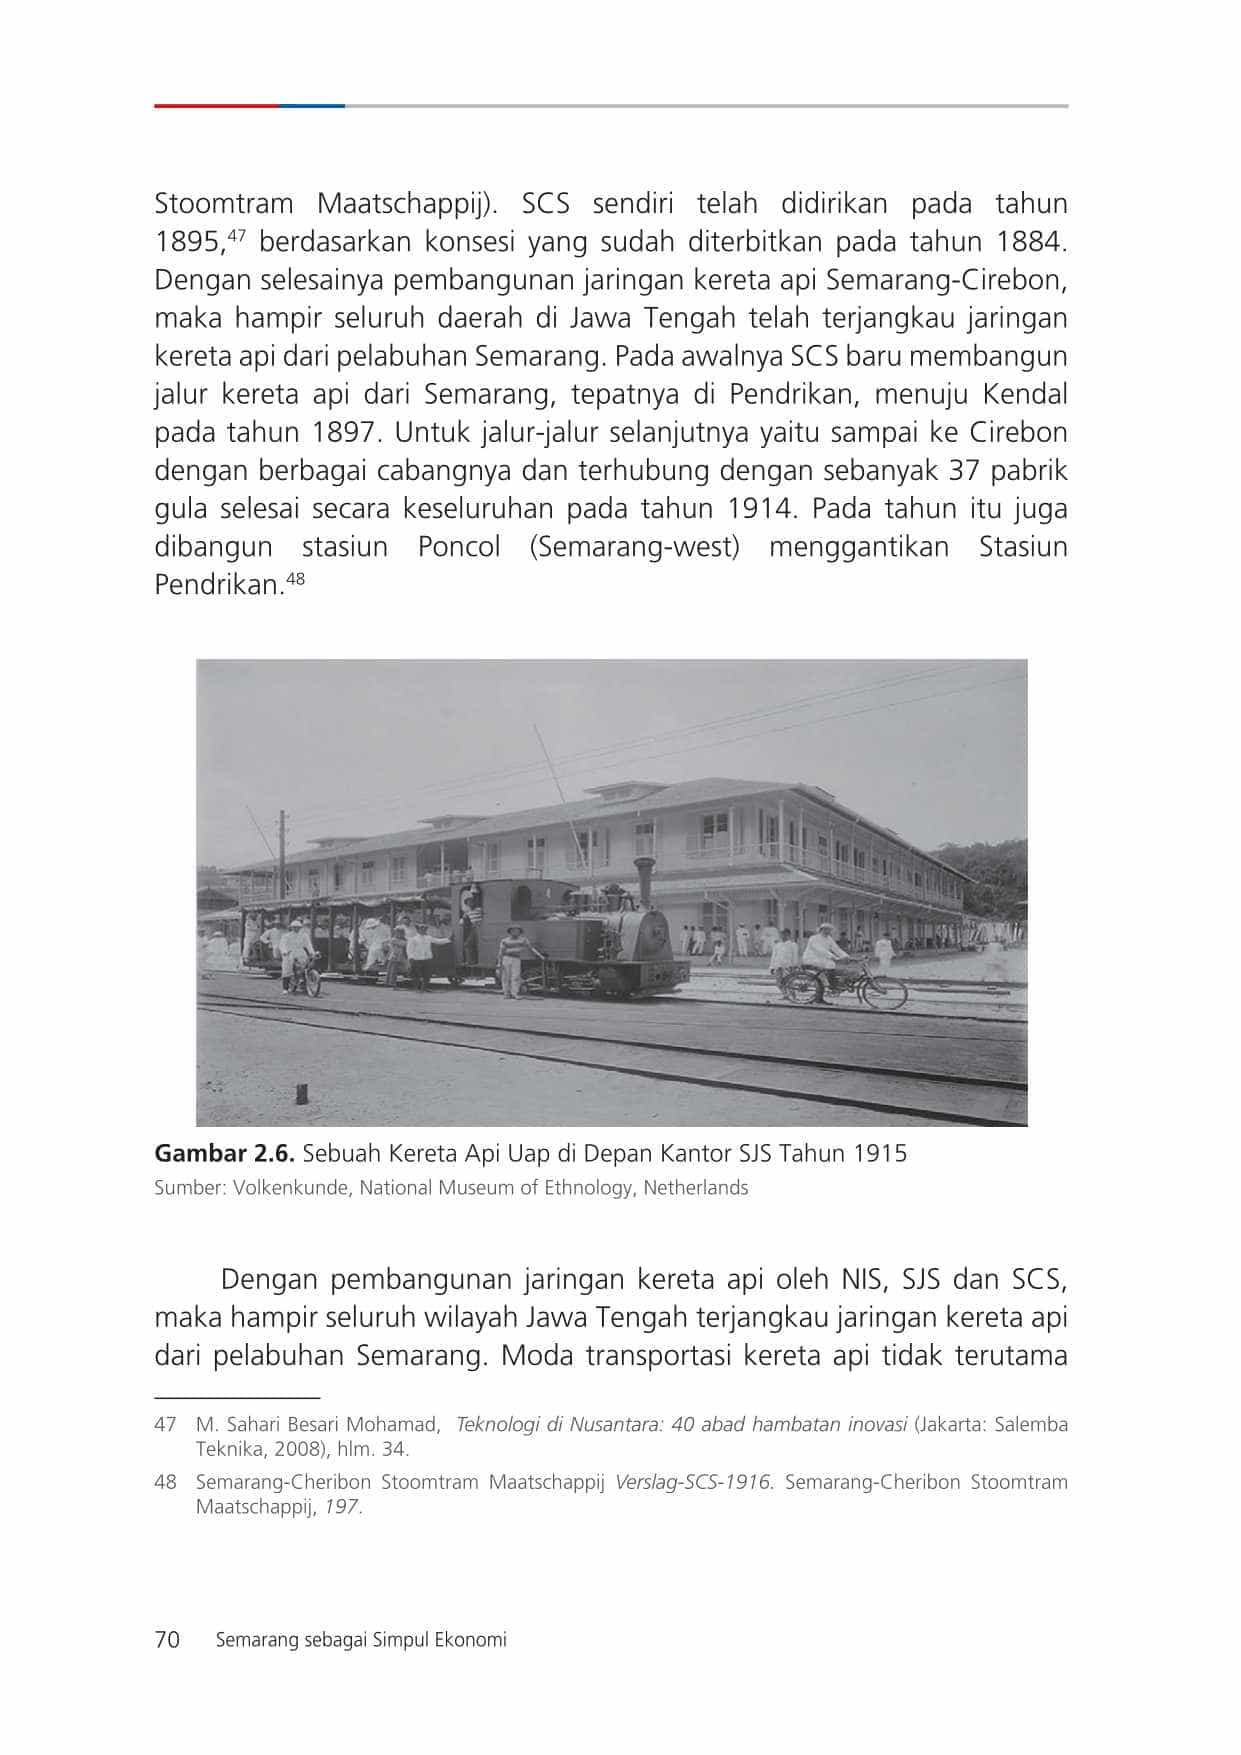 Stoomtram Maatschappij). SCS sendiri telah didirikan pada tahun
1895,47 berdasarkan konsesi yang sudah diterbitkan pada tahun 1884.
Dengan selesainya pembangunan jaringan kereta api Semarang-Cirebon,
maka hampir seluruh daerah di Jawa Tengah telah terjangkau jaringan
kereta api dari pelabuhan Semarang. Pada awalnya SCS baru membangun
jalur kereta api dari Semarang, tepatnya di Pendrikan, menuju Kendal
pada tahun 1897. Untuk jalur-jalur selanjutnya yaitu sampai ke Cirebon
dengan berbagai cabangnya dan terhubung dengan sebanyak 37 pabrik
gula selesai secara keseluruhan pada tahun 1914. Pada tahun itu juga
dibangun stasiun Poncol (Semarang-west) menggantikan Stasiun
Pendrikan.48
Gambar 2.6. Sebuah Kereta Api Uap di Depan Kantor SJS Tahun 1915
Sumber: Volkenkunde, National Museum of Ethnology, Netherlands
Dengan pembangunan jaringan kereta api oleh NIS, SJS dan SCS,
maka hampir seluruh wilayah Jawa Tengah terjangkau jaringan kereta api
dari pelabuhan Semarang. Moda transportasi kereta api tidak terutama
47 M. Sahari Besari Mohamad, Teknologi di Nusantara: 40 abad hambatan inovasi (Jakarta: Salemba
Teknika, 2008), hlm. 34.
48 Semarang-Cheribon Stoomtram Maatschappij Verslag-SCS-1916. Semarang-Cheribon Stoomtram
Maatschappij, 197.
70 Semarang sebagai Simpul Ekonomi